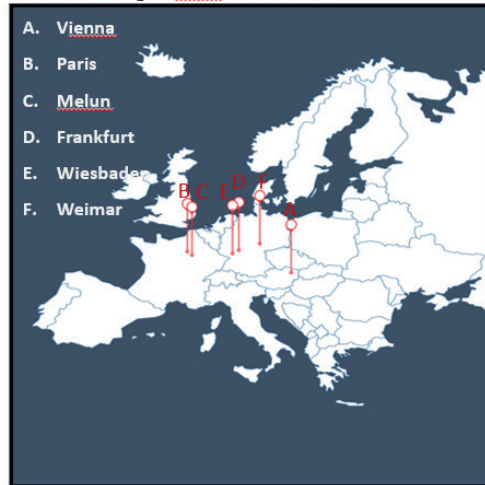 A. Vienna
B. Paris
C. Melun
D. Frankfurt
E. Wiesbaden
F. Weimar
B C E D F A